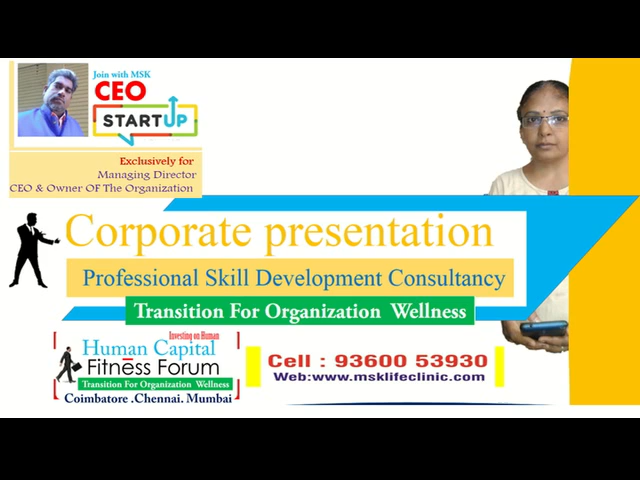 Join with MSK
CEO
STARTUP
Exclusively for
Managing Director
CEO & Owner OF The Organization
Corporate presentation
Professional Skill Development Consultancy
Transition For Organization Wellness
Investing on Human
Human Capital
Fitness Forum
Transition For Organization Wellness
Coimbatore .Chennai. Mumbai
Cell : 93600 53930
Web:www.msklifeclinic.com